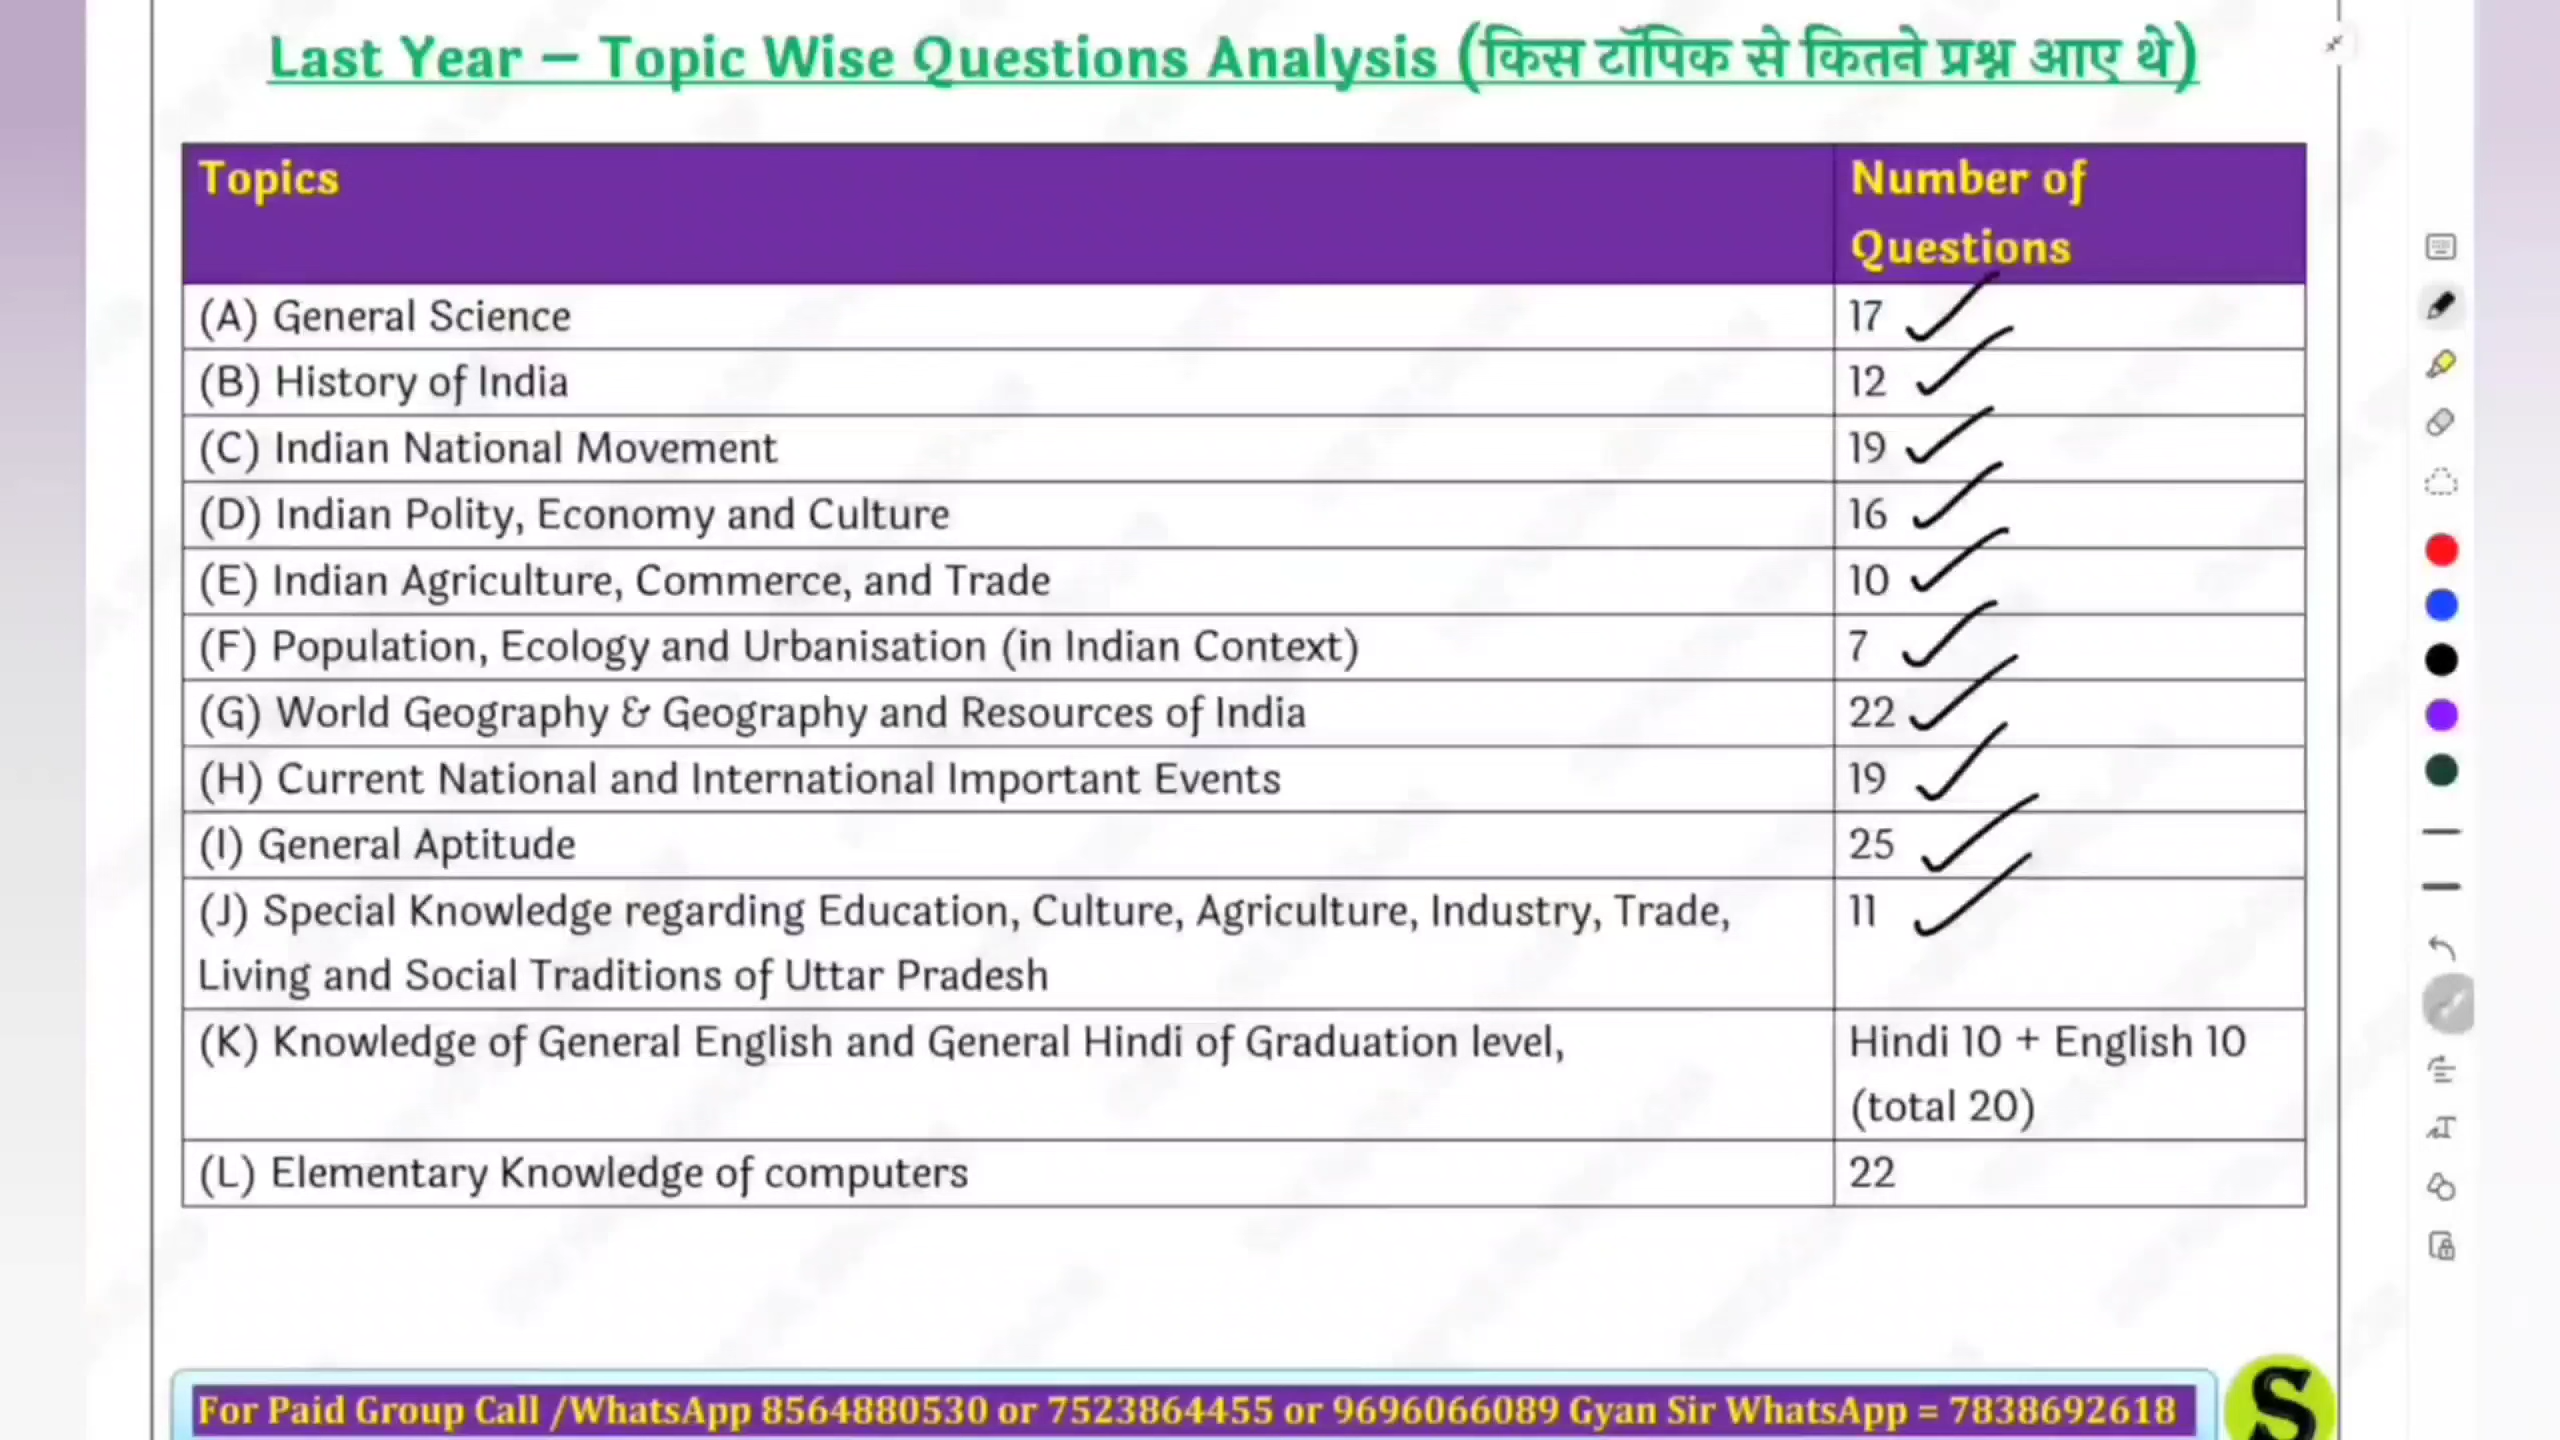 Last Year – Topic Wise Questions Analysis (किस टॉपिक से कितने प्रश्न आए थे)
Topics
Number of
Questions
(A) General Science
17
(B) History of India
12
(C) Indian National Movement
19
(D) Indian Polity, Economy and Culture
16
(E) Indian Agriculture, Commerce, and Trade
10
(F) Population, Ecology and Urbanisation (in Indian Context)
7
(G) World Geography & Geography and Resources of India
22
(H) Current National and International Important Events
19
(I) General Aptitude
25
(J) Special Knowledge regarding Education, Culture, Agriculture, Industry, Trade,
Living and Social Traditions of Uttar Pradesh
11
(K) Knowledge of General English and General Hindi of Graduation level,
Hindi 10 + English 10
(total 20)
(L) Elementary Knowledge of computers
22
For Paid Group Call /WhatsApp 8564880530 or 7523864455 or 9696066089 Gyan Sir WhatsApp = 7838692618
S